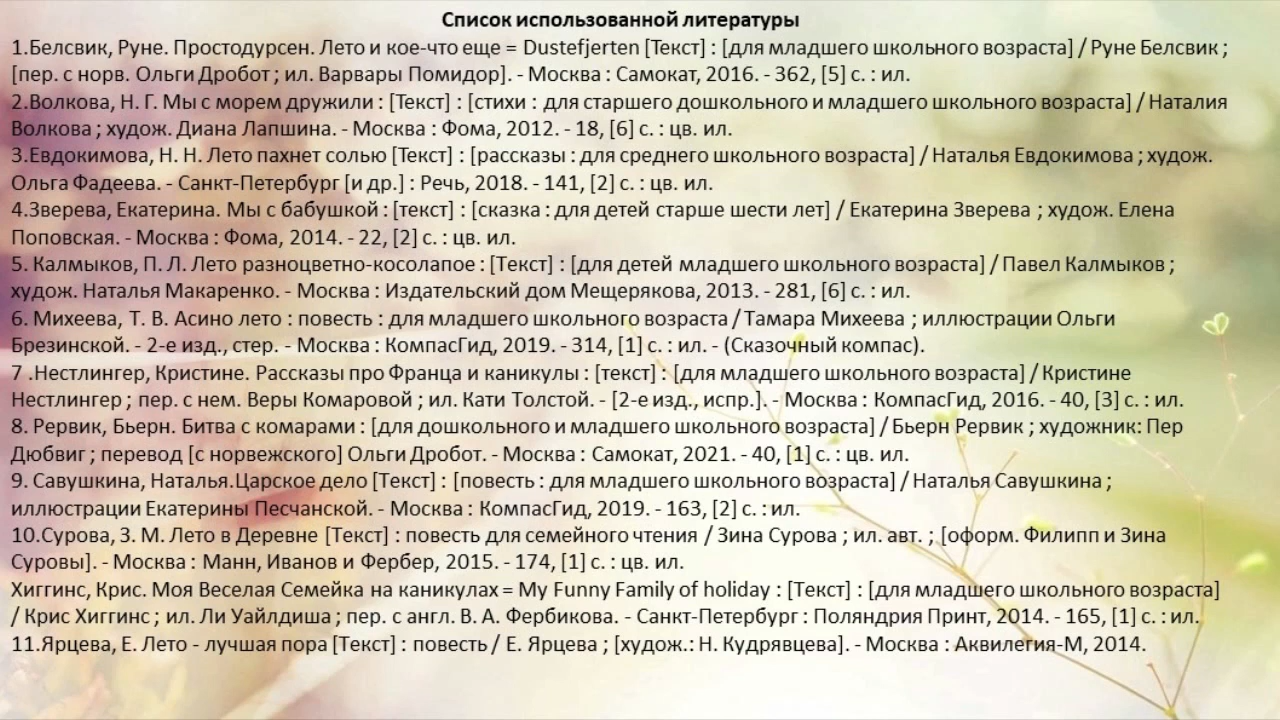 Список использованной литературы
1.Белсвик, Руне. Простодурсен. Лето и кое-что еще = Dustefjerten [Текст] : [для младшего школьного возраста] / Руне Белсвик ;
[пер. с норв. Ольги Дробот ; ил. Варвары Помидор]. - Москва : Самокат, 2016. - 362, [5] с. : ил.
2.Волкова, Н. Г. Мы с морем дружили : [Текст] : [стихи : для старшего дошкольного и младшего школьного возраста] / Наталия
Волкова ; худож. Диана Лапшина. - Москва : Фома, 2012. - 18, [6] с. : цв. ил.
3.Евдокимова, Н. Н. Лето пахнет солью [Текст] : [рассказы : для среднего школьного возраста] / Наталья Евдокимова ; худож.
Ольга Фадеева. - Санкт-Петербург [и др.] : Речь, 2018. - 141, [2] с. : цв. ил.
4.Зверева, Екатерина. Мы с бабушкой : [текст] : [сказка : для детей старше шести лет] / Екатерина Зверева ; худож. Елена
Поповская. - Москва : Фома, 2014. - 22, [2] с. : цв. ил.
5. Калмыков, П. Л. Лето разноцветно-косолапое : [Текст] : [для детей младшего школьного возраста] / Павел Калмыков ;
худож. Наталья Макаренко. - Москва : Издательский дом Мещерякова, 2013. - 281, [6] с. : ил.
6. Михеева, Т. В. Асино лето : повесть : для младшего школьного возраста / Тамара Михеева ; иллюстрации Ольги
Брезинской. - 2-е изд., стер. - Москва : КомпасГид, 2019. - 314, [1] с. : ил. - (Сказочный компас).
7 .Нестлингер, Кристине. Рассказы про Франца и каникулы : [текст] : [для младшего школьного возраста] / Кристине
Нестлингер ; пер. с нем. Веры Комаровой ; ил. Кати Толстой. - [2-е изд., испр.]. - Москва : КомпасГид, 2016. - 40, [3] с. : ил.
8. Рервик, Бьерн. Битва с комарами : [для дошкольного и младшего школьного возраста] / Бьерн Рервик ; художник: Пер
Дюбвиг ; перевод [с норвежского] Ольги Дробот. - Москва : Самокат, 2021. - 40, [1] с. : цв. ил.
9. Савушкина, Наталья.Царское дело [Текст] : [повесть : для младшего школьного возраста] / Наталья Савушкина ;
иллюстрации Екатерины Песчанской. - Москва : КомпасГид, 2019. - 163, [2] с. : ил.
10.Сурова, З. М. Лето в Деревне [Текст] : повесть для семейного чтения / Зина Сурова ; ил. авт. ; [оформ. Филипп и Зина
Суровы]. - Москва : Манн, Иванов и Фербер, 2015. - 174, [1] с. : цв. ил.
Хиггинс, Крис. Моя Веселая Семейка на каникулах = My Funny Family of holiday : [Текст] : [для младшего школьного возраста]
/ Крис Хиггинс ; ил. Ли Уайлдиша ; пер. с англ. В. А. Фербикова. - Санкт-Петербург : Поляндрия Принт, 2014. - 165, [1] с. : ил.
11.Ярцева, Е. Лето - лучшая пора [Текст] : повесть / Е. Ярцева ; [худож.: Н. Кудрявцева]. - Москва : Аквилегия-М, 2014.